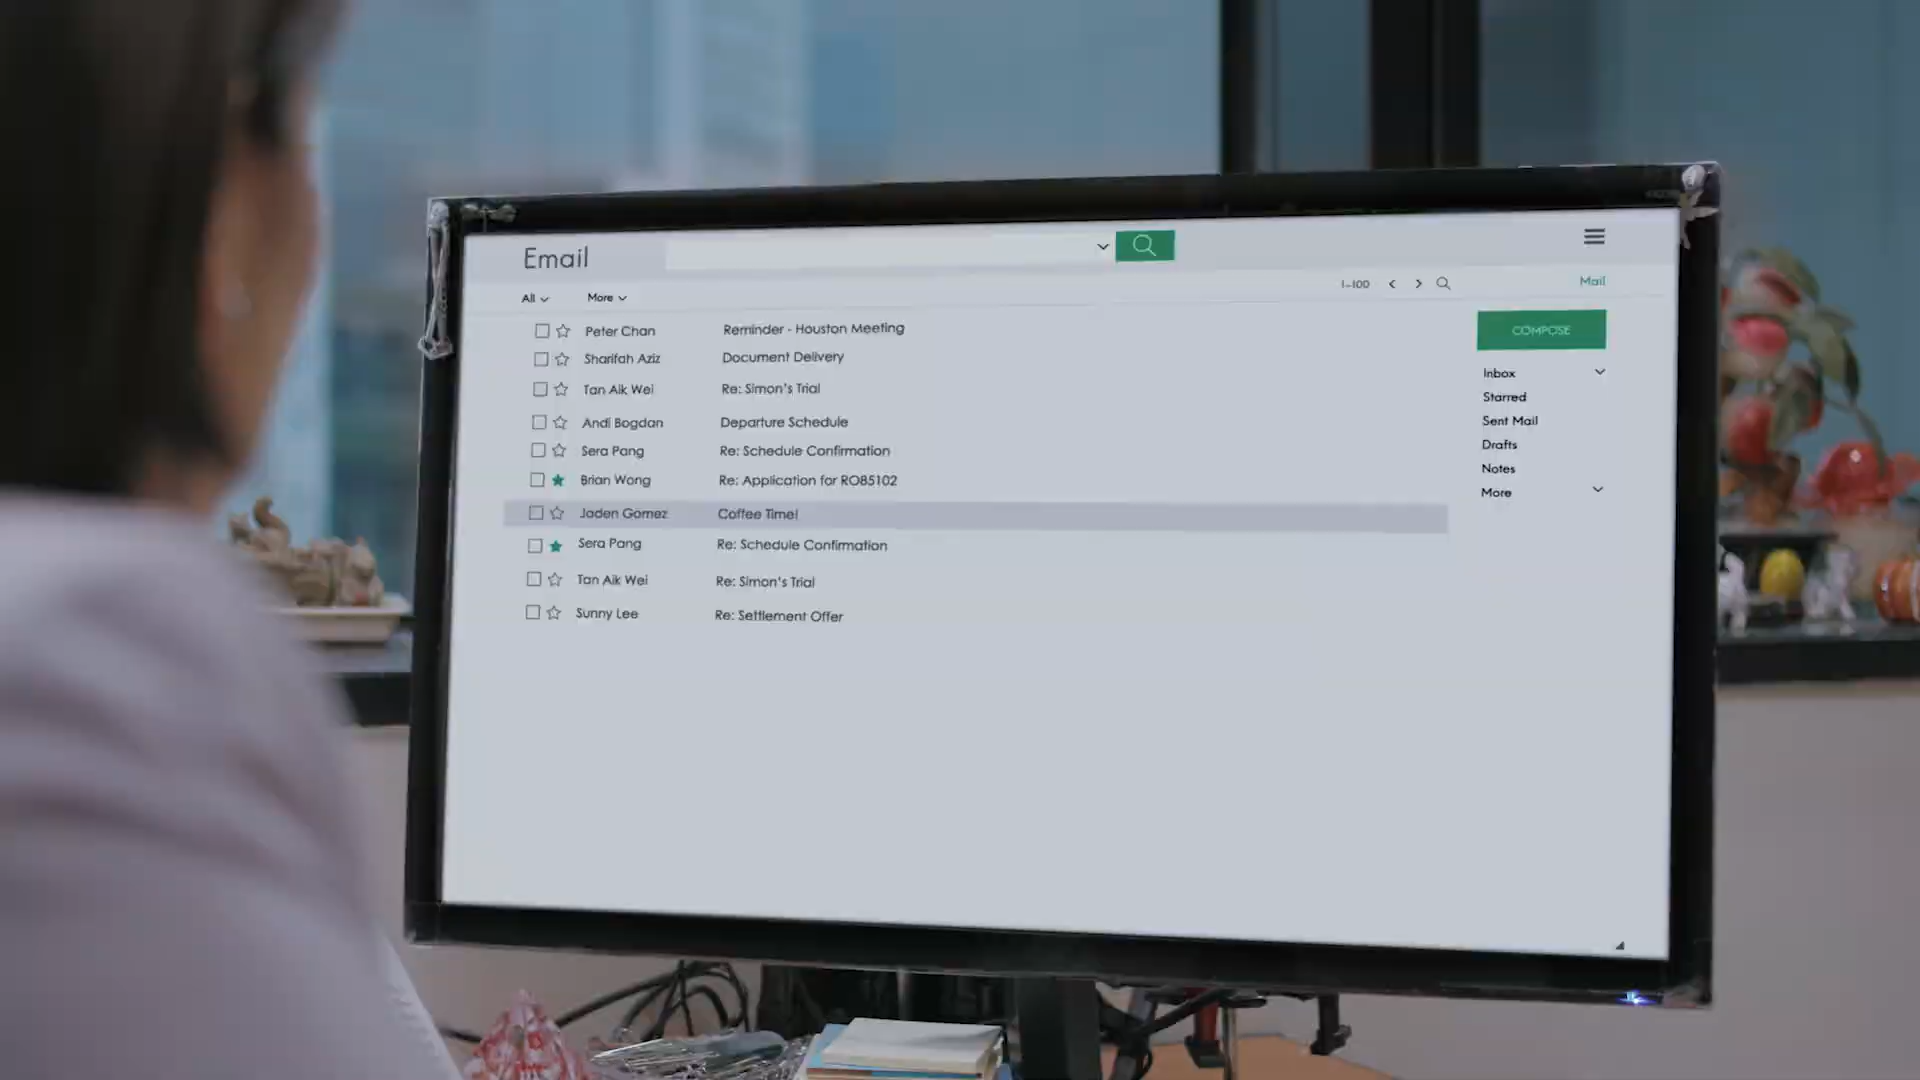 Email
All More 1-100 Mail
Peter Chan Reminder - Houston Meeting COMPOSE
Sharifah Aziz Document Delivery
Tan Aik Wei Re: Simon's Trial
Andi Bogdan Departure Schedule
Sera Pang Re: Schedule Confirmation
Brian Wong Re: Application for RO85102
Jaden Gomez Coffee Time!
Sera Pang Re: Schedule Confirmation
Tan Aik Wei Re: Simon's Trial
Sunny Lee Re: Settlement Offer
Inbox
Starred
Sent Mail
Drafts
Notes
More